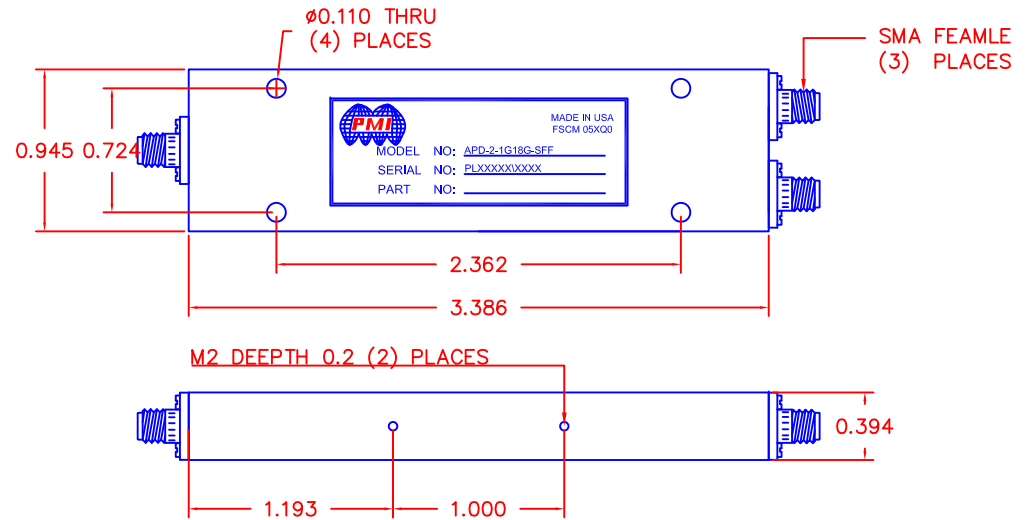 ø0.110 THRU
(4) PLACES
SMA FEAMLE
(3) PLACES
0.945
0.724
PMI
MADE IN USA
FSCM 05XQ0
MODEL NO: APD-2-1G18G-SFF
SERIAL NO: PLXXXXX\XXXX
PART NO:
2.362
3.386
M2 DEEPTH 0.2 (2) PLACES
0.394
1.193
1.000